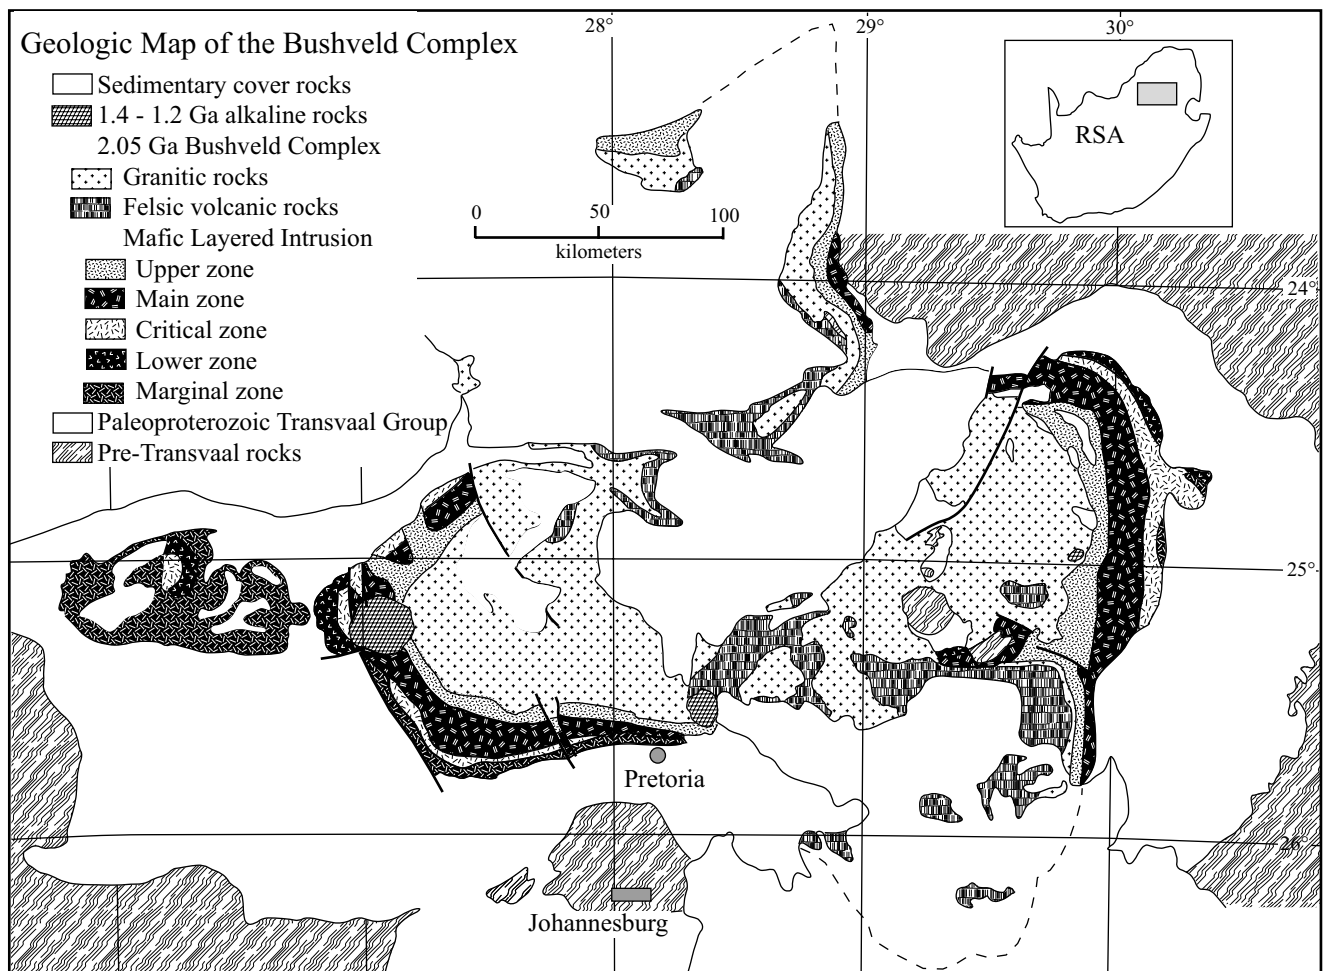 28°
29°
30°
Geologic Map of the Bushveld Complex
Sedimentary cover rocks
1.4 - 1.2 Ga alkaline rocks
2.05 Ga Bushveld Complex
Granitic rocks
Felsic volcanic rocks
Mafic Layered Intrusion
Upper zone
Main zone
Critical zone
Lower zone
Marginal zone
Paleoproterozoic Transvaal Group
Pre-Transvaal rocks
0 50 100
kilometers
RSA
24°
25°
Pretoria
26°
Johannesburg